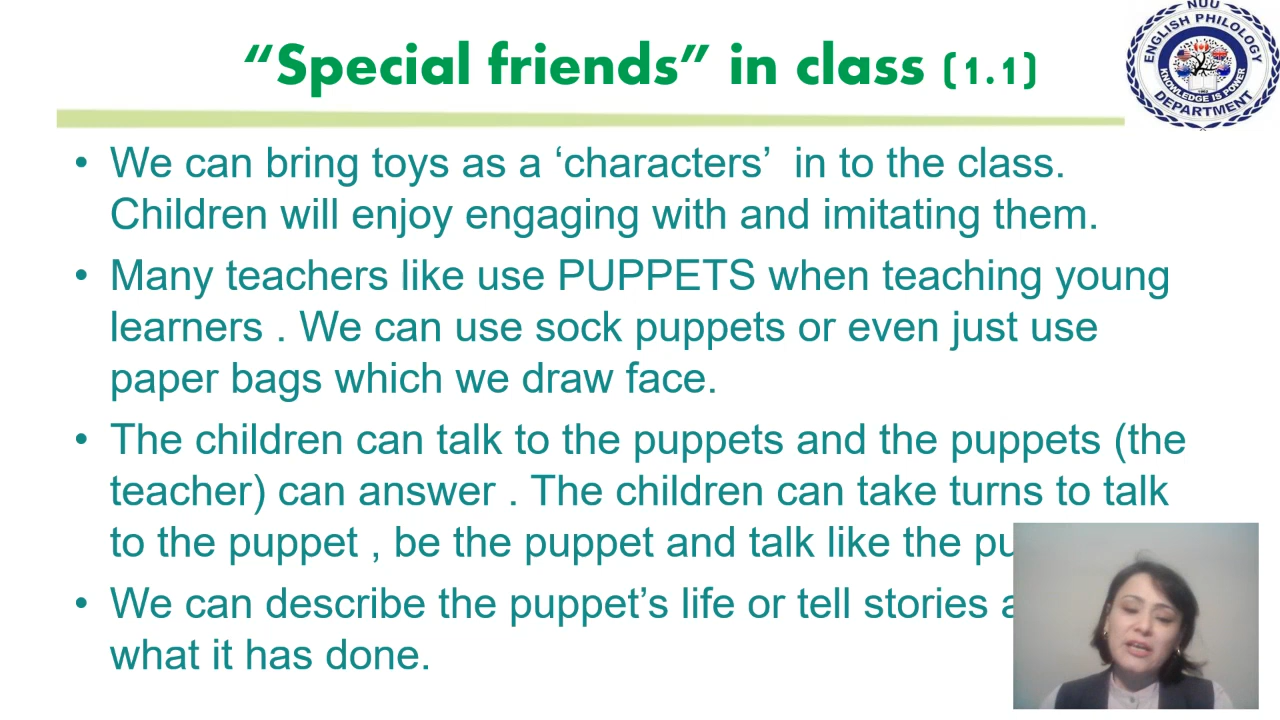 “Special friends” in class (1.1)
NUU
ENGLISH PHILOLOGY
KNOWLEDGE IS POWER
DEPARTMENT
• We can bring toys as a ‘characters’ in to the class.
Children will enjoy engaging with and imitating them.
• Many teachers like use PUPPETS when teaching young
learners . We can use sock puppets or even just use
paper bags which we draw face.
• The children can talk to the puppets and the puppets (the
teacher) can answer . The children can take turns to talk
to the puppet , be the puppet and talk like the
• We can describe the puppet’s life or tell stories
what it has done.